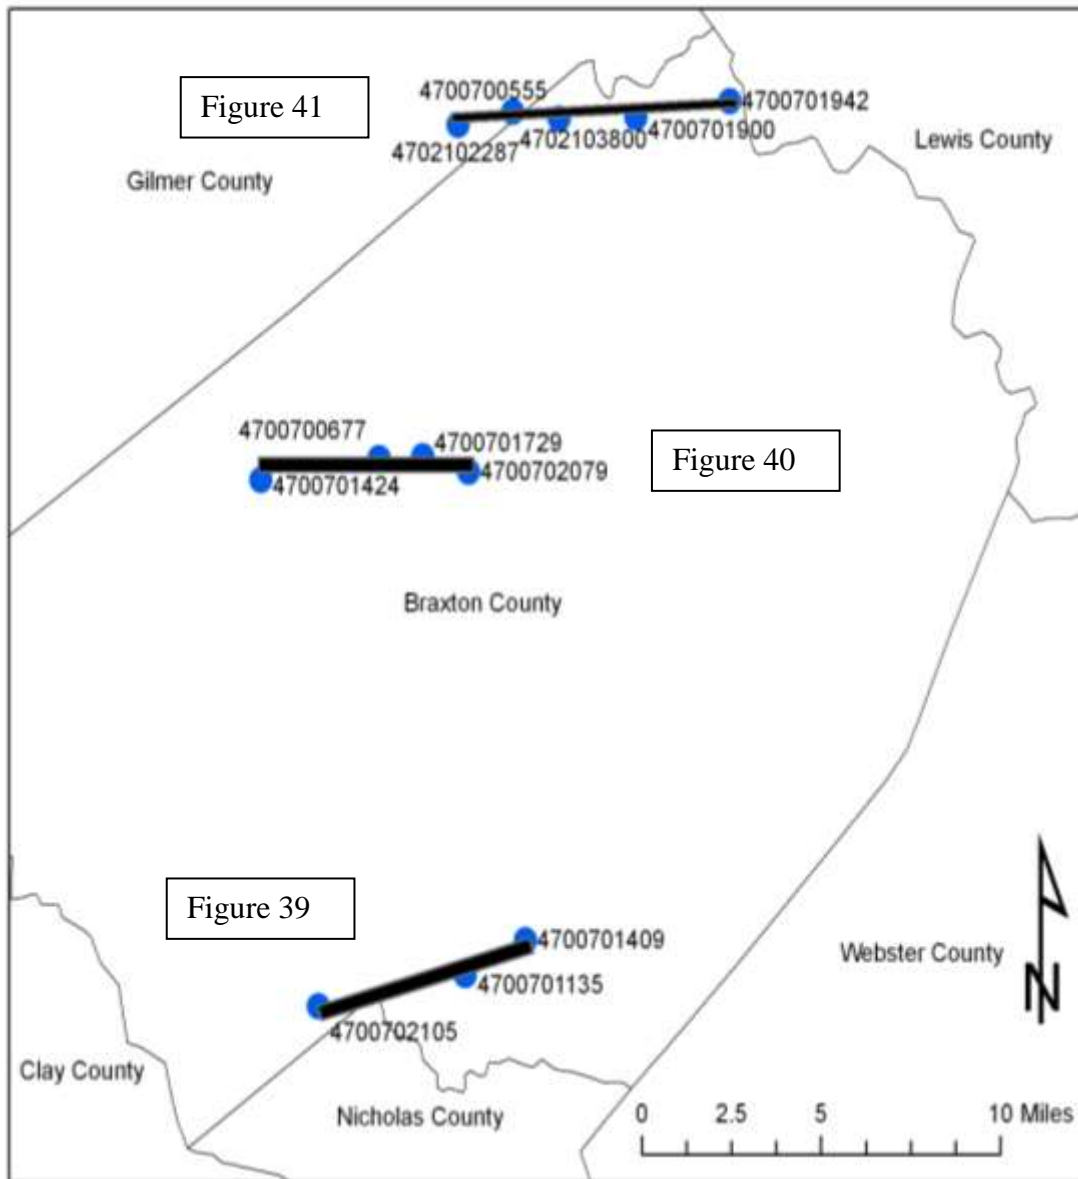 Figure 41
4700700555
4700701942
4702103800
4700701900
4702102287
Lewis County
Gilmer County
4700700677
4700701729
Figure 40
4700702079
4700701424
Braxton County
Figure 39
4700701409
Webster County
4700701135
4700702105
N
Clay County
Nicholas County
0 2.5 5 10 Miles